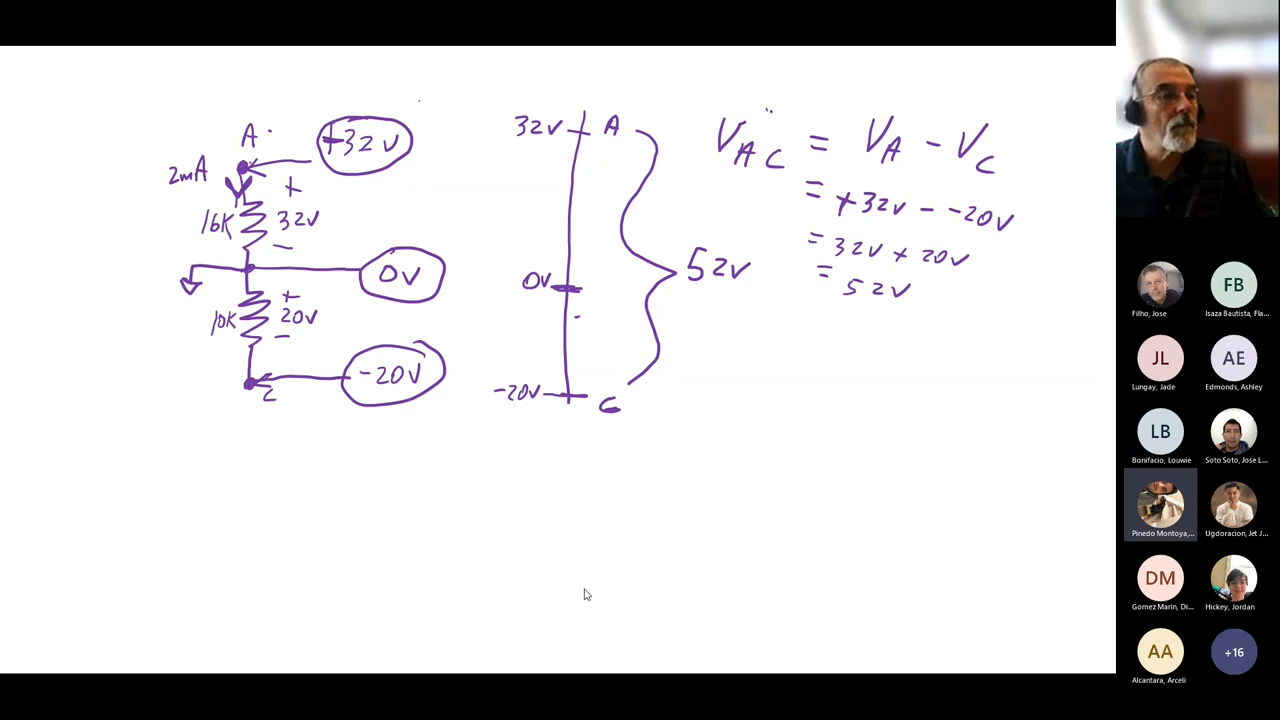 A
+32V
2mA
+
16K
32V
-
0V
+
10K
20V
-
-20V
C
32V
A
0V
-20V
C
52V
VAC = VA - VC
= +32V - -20V
= 32V + 20V
= 52V
Filho, Jose
FB
Isaza Bautista, Fla...
JL
Lungay, Jade
AE
Edmonds, Ashley
LB
Bonifacio, Louwie
Soto Soto, Jose L...
Pinedo Montoya,...
Ugdoracion, Jet J...
DM
Gomez Marin, Di...
Hickey, Jordan
AA
Alcantara, Arceli
+16